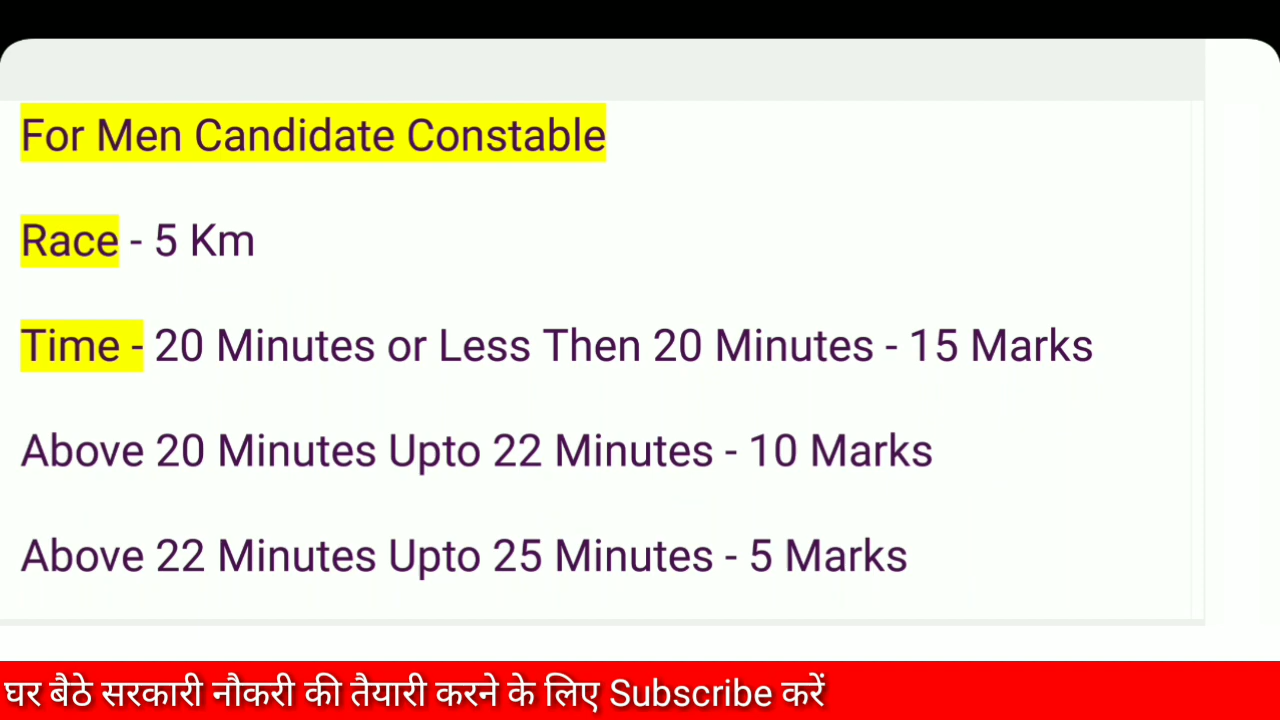 For Men Candidate Constable
Race - 5 Km
Time - 20 Minutes or Less Then 20 Minutes - 15 Marks
Above 20 Minutes Upto 22 Minutes - 10 Marks
Above 22 Minutes Upto 25 Minutes - 5 Marks
घर बैठे सरकारी नौकरी की तैयारी करने के लिए Subscribe करें